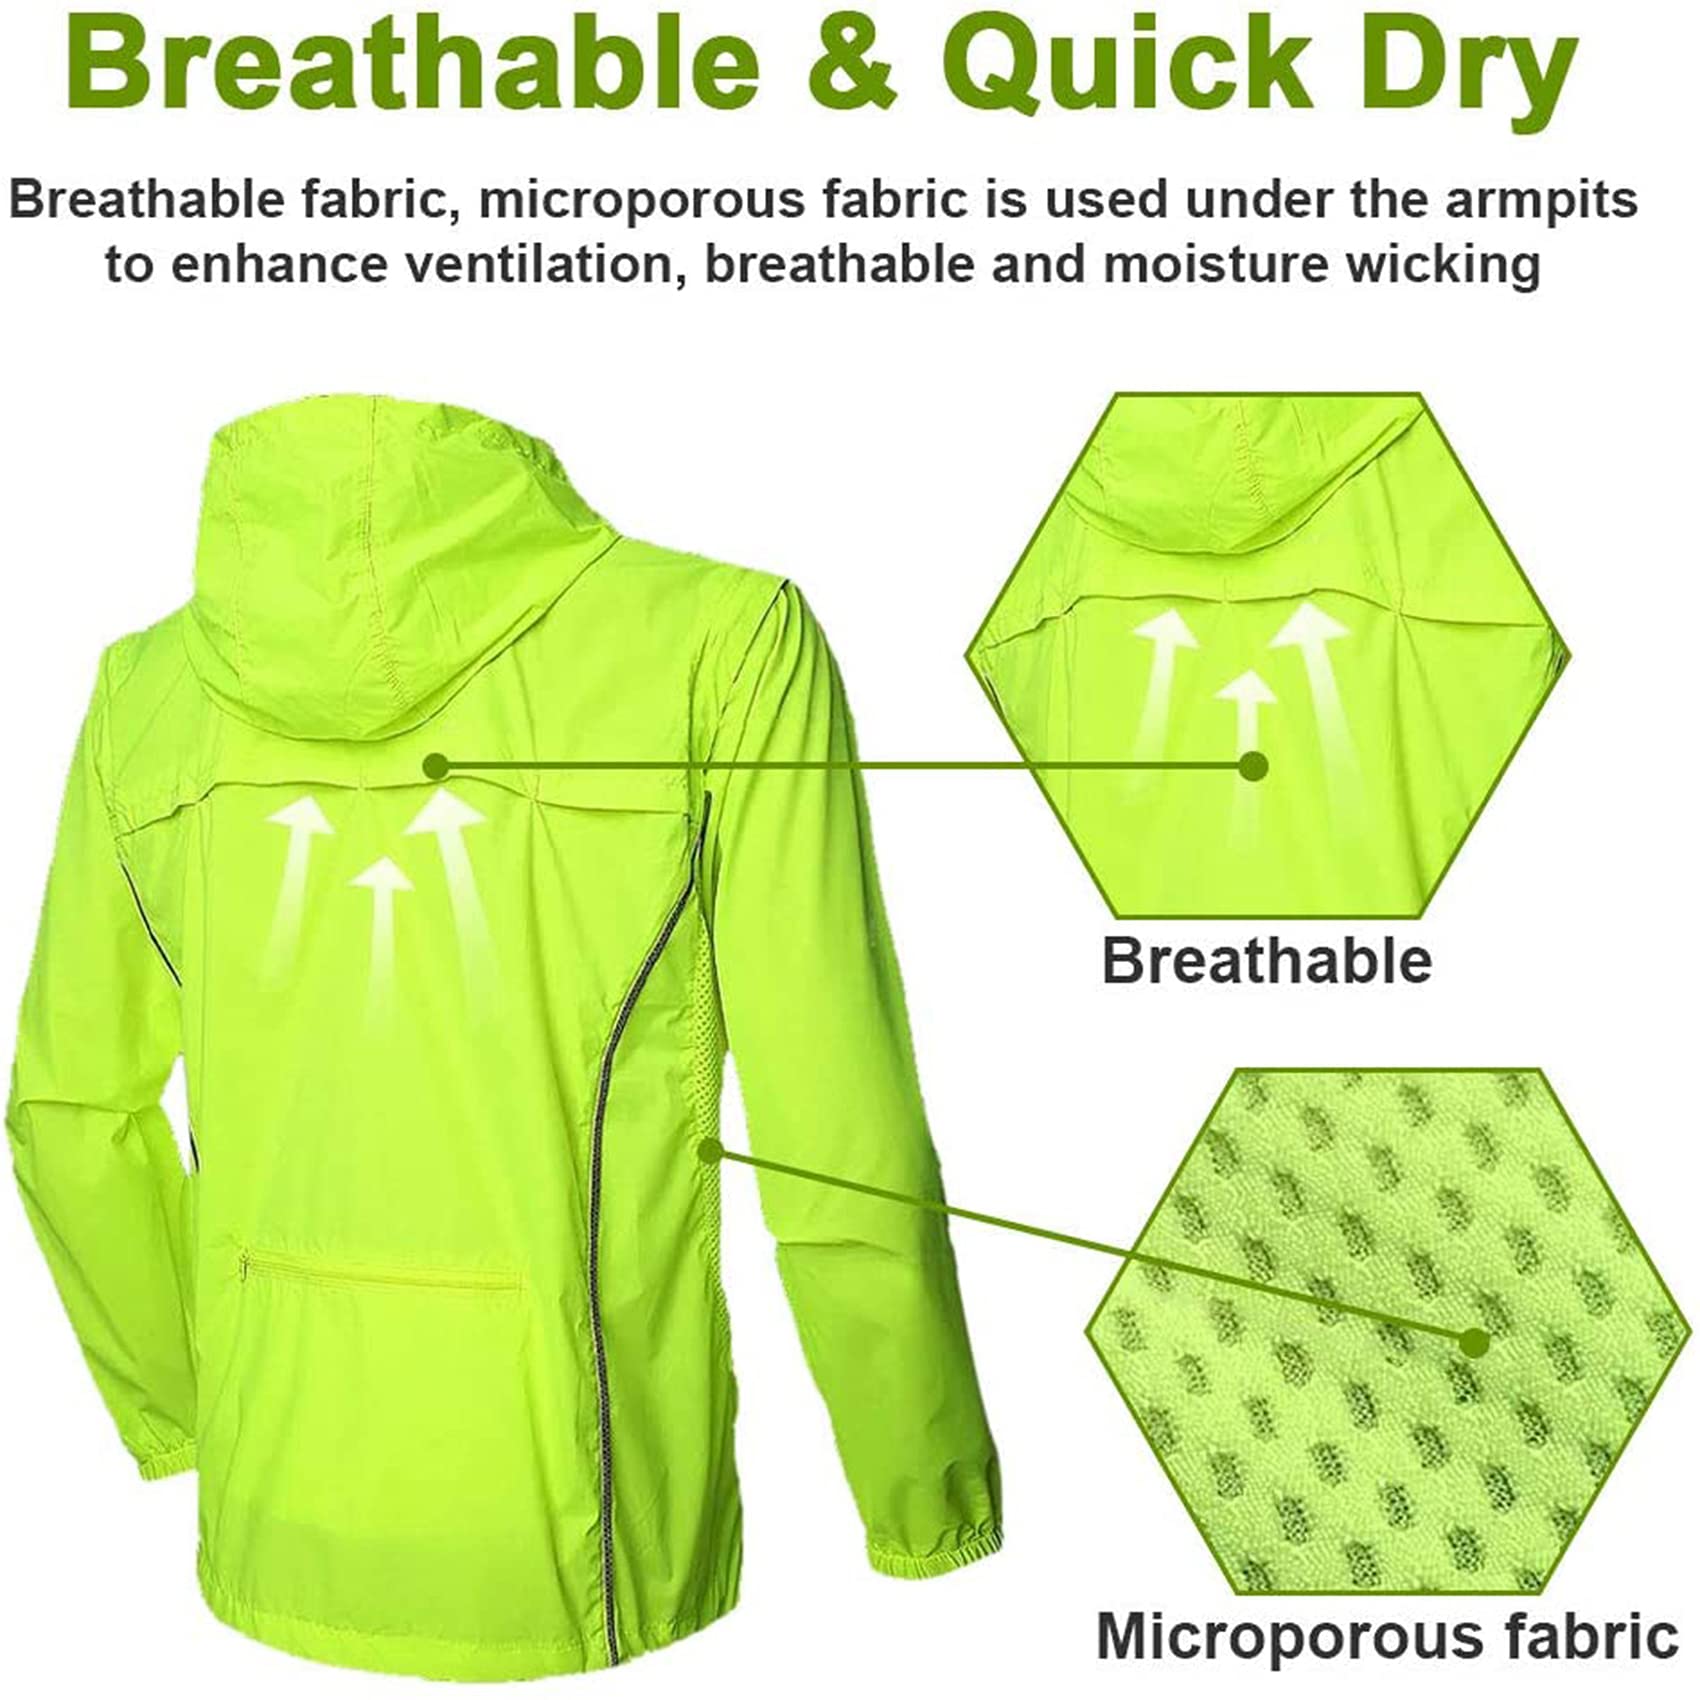 Breathable & Quick Dry
Breathable fabric, microporous fabric is used under the armpits
to enhance ventilation, breathable and moisture wicking
Breathable
Microporous fabric